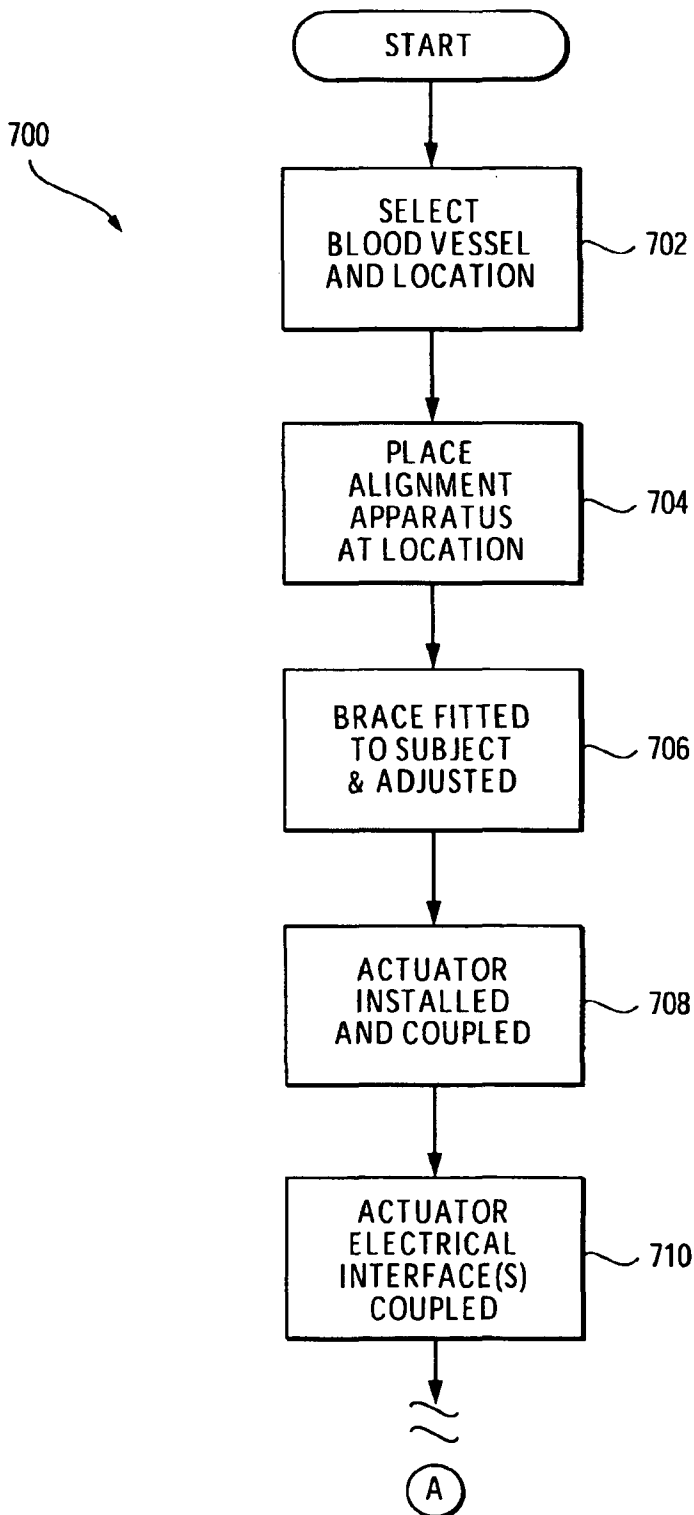 START
700
SELECT
BLOOD VESSEL
AND LOCATION
702
PLACE
ALIGNMENT
APPARATUS
AT LOCATION
704
BRACE FITTED
TO SUBJECT
& ADJUSTED
706
ACTUATOR
INSTALLED
AND COUPLED
708
ACTUATOR
ELECTRICAL
INTERFACE(S)
COUPLED
710
A